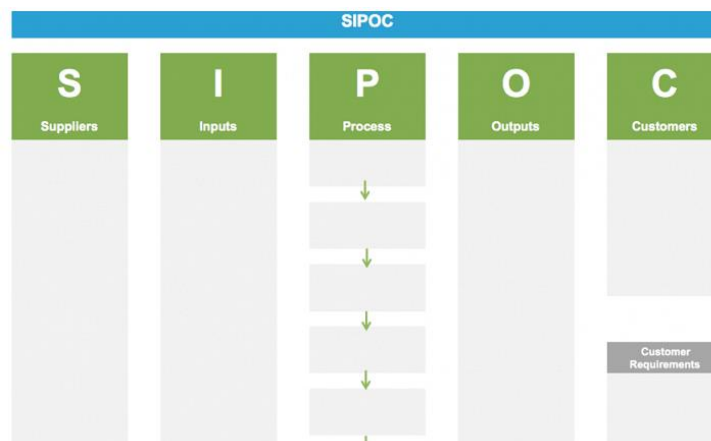 SIPOC
S
Suppliers
I
Inputs
P
Process
O
Outputs
C
Customers
Customer
Requirements